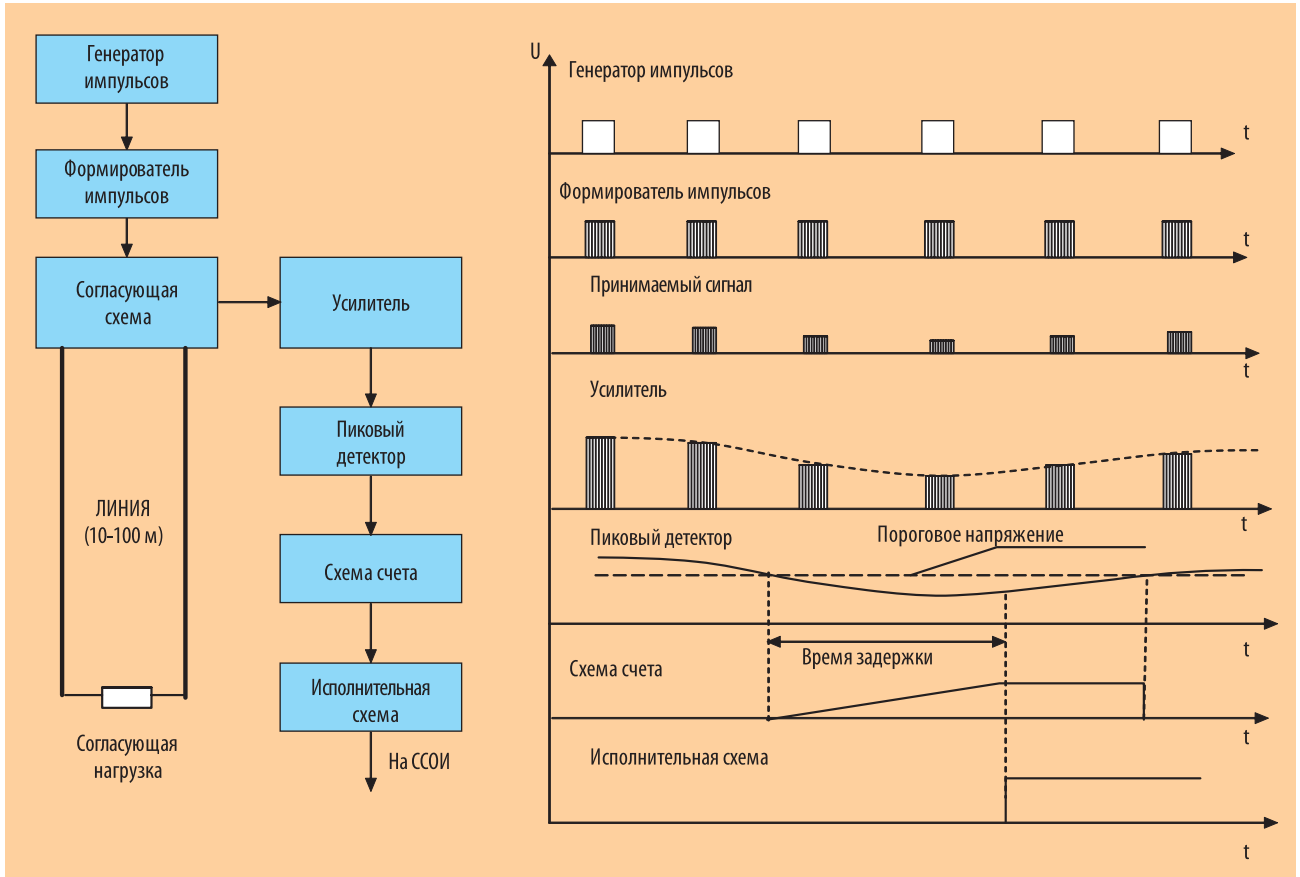 Генератор
импульсов
Формирователь
импульсов
Согласующая
схема
Усилитель
Пиковый
детектор
ЛИНИЯ
(10–100 м)
Схема счета
Исполнительная
схема
Согласующая
нагрузка
На ССОИ
U
Генератор импульсов
t
Формирователь импульсов
t
Принимаемый сигнал
t
Усилитель
t
Пиковый детектор
Пороговое напряжение
t
Время задержки
Схема счета
t
Исполнительная схема
t